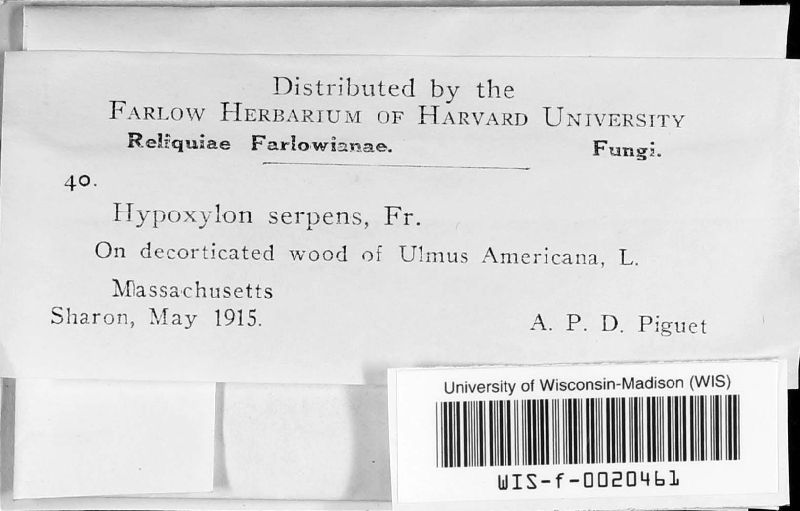 Distributed by the
FARLOW HERBARIUM OF HARVARD UNIVERSITY
Reliquiae Farlowianae. Fungi.
40.
Hypoxylon serpens, Fr.
On decorticated wood of Ulmus Americana, L.
Massachusetts
Sharon, May 1915. A. P. D. Piguet
University of Wisconsin-Madison (WIS)
WIS-f-0020461